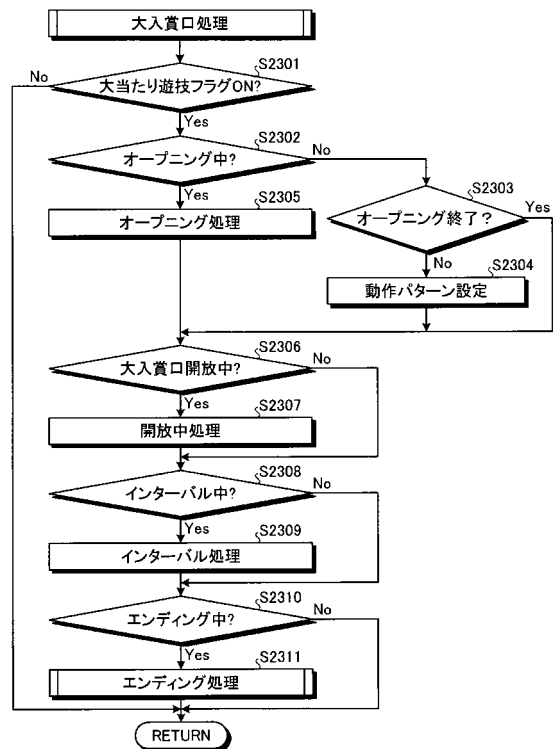 大入賞口処理
S2301
No
大当たり遊技フラグON?
Yes
S2302
No
オープニング中?
Yes
S2303
S2305
オープニング終了?
Yes
オープニング処理
No
S2304
動作パターン設定
S2306
No
大入賞口開放中?
Yes
S2307
開放中処理
S2308
No
インターバル中?
Yes
S2309
インターバル処理
S2310
No
エンディング中?
Yes
S2311
エンディング処理
RETURN